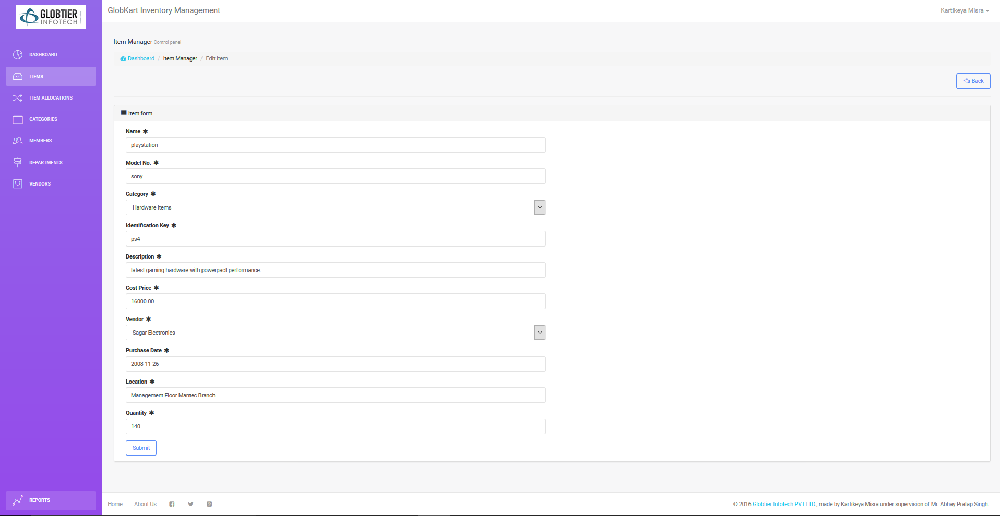 GLOBTIER
INFOTECH
GlobKart Inventory Management
Kartikeya Misra
DASHBOARD
ITEMS
ITEM ALLOCATIONS
CATEGORIES
MEMBERS
DEPARTMENTS
VENDORS
REPORTS
Item Manager Control panel
Dashboard / Item Manager / Edit Item
Back
Item form
Name ✱
playstation
Model No. ✱
sony
Category ✱
Hardware Items
Identification Key ✱
ps4
Description ✱
latest gaming hardware with powerpact performance.
Cost Price ✱
16000.00
Vendor ✱
Sagar Electronics
Purchase Date ✱
2008-11-26
Location ✱
Management Floor Mantec Branch
Quantity ✱
140
Submit
Home About Us
© 2016 Globtier Infotech PVT LTD., made by Kartikeya Misra under supervision of Mr. Abhay Pratap Singh.